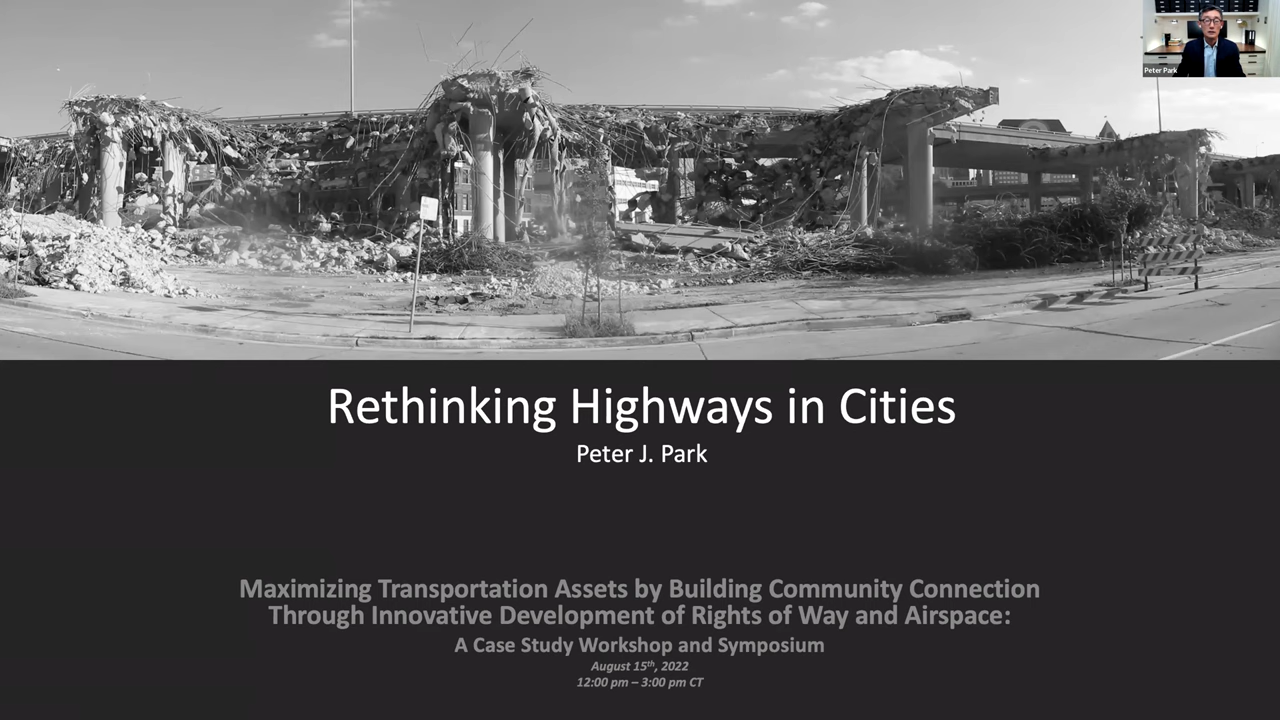 Peter Park
Rethinking Highways in Cities
Peter J. Park
Maximizing Transportation Assets by Building Community Connection
Through Innovative Development of Rights of Way and Airspace:
A Case Study Workshop and Symposium
August 15th, 2022
12:00 pm – 3:00 pm CT